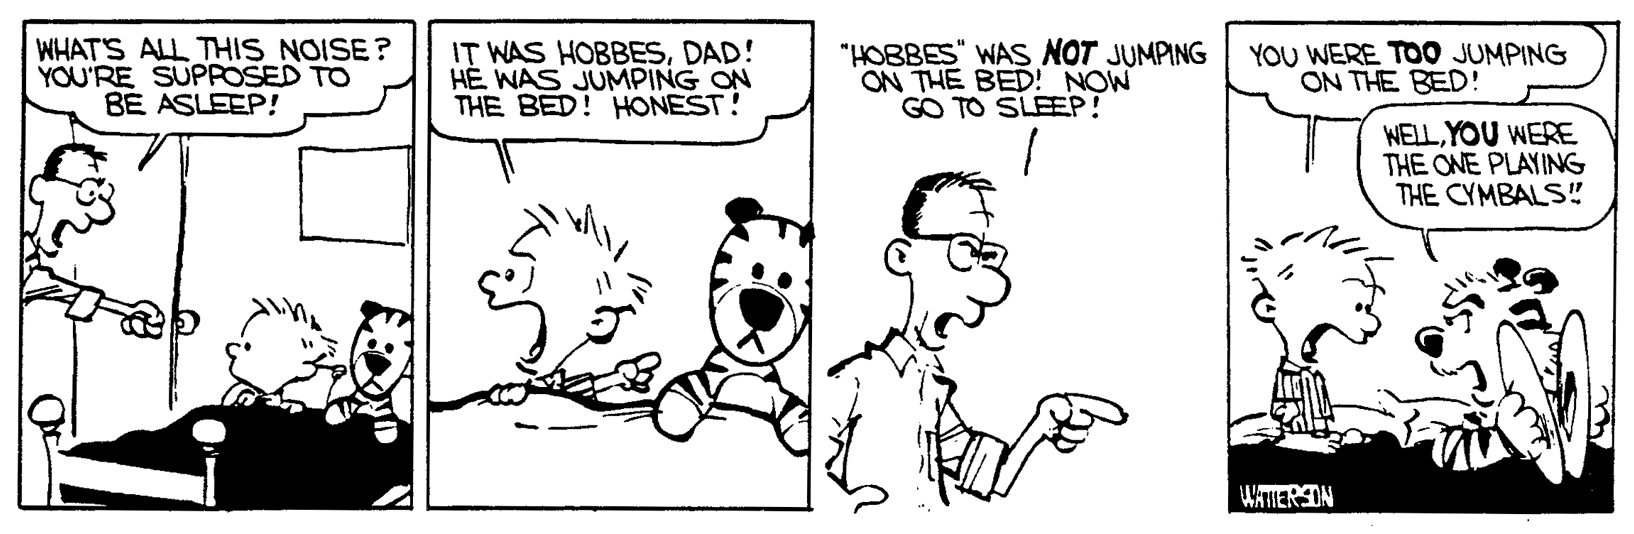 WHAT'S ALL THIS NOISE?
YOU'RE SUPPOSED TO
BE ASLEEP!
IT WAS HOBBES, DAD!
HE WAS JUMPING ON
THE BED! HONEST!
"HOBBES" WAS NOT JUMPING
ON THE BED! NOW
GO TO SLEEP!
YOU WERE TOO JUMPING
ON THE BED!
WELL, YOU WERE
THE ONE PLAYING
THE CYMBALS!!
WATTERSON